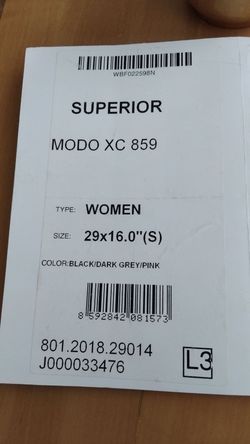 WBF022598N
SUPERIOR
MODO XC 859
TYPE: WOMEN
SIZE: 29x16.0"(S)
COLOR:BLACK/DARK GREY/PINK
8 592842 081573
801.2018.29014
J000033476
L3